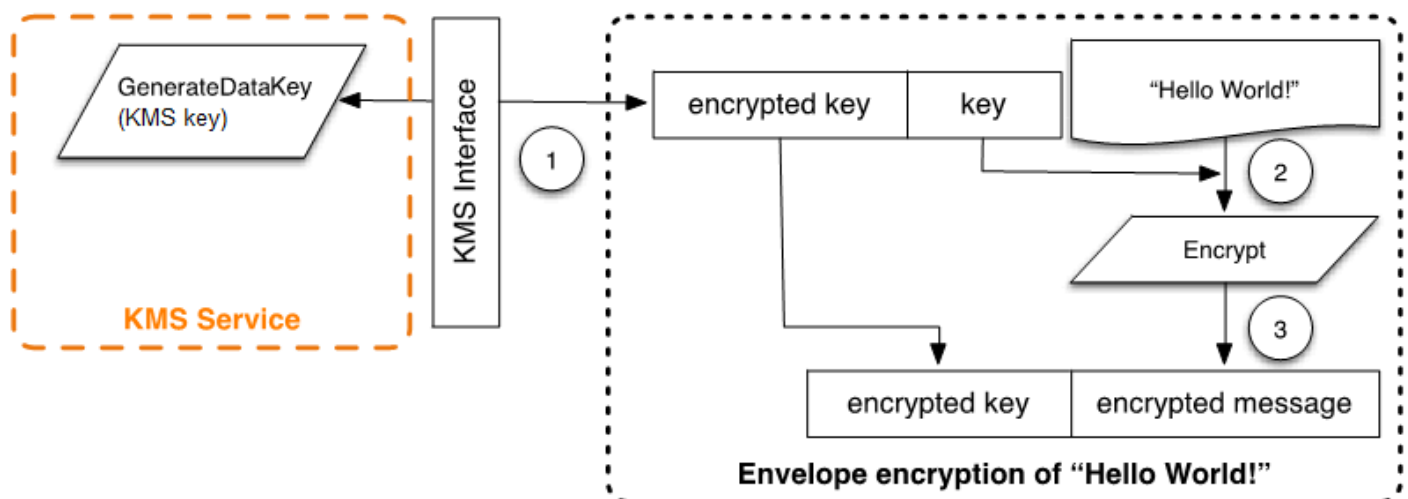 GenerateDataKey
(KMS key)
KMS Service
KMS Interface
1
encrypted key
key
“Hello World!”
2
Encrypt
3
encrypted key
encrypted message
Envelope encryption of “Hello World!”